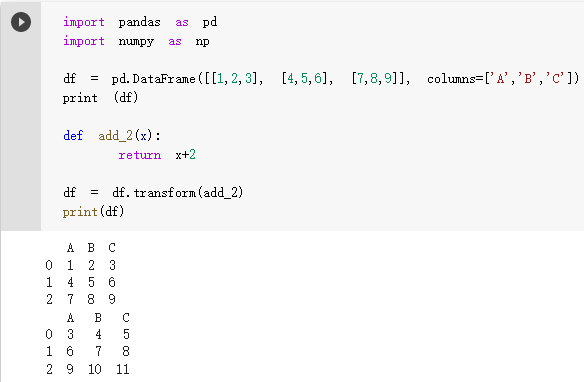 import pandas as pd
import numpy as np
df = pd.DataFrame([[1,2,3], [4,5,6], [7,8,9]], columns=['A','B','C'])
print (df)
def add_2(x):
return x+2
df = df.transform(add_2)
print(df)
A B C
0 1 2 3
1 4 5 6
2 7 8 9
A B C
0 3 4 5
1 6 7 8
2 9 10 11